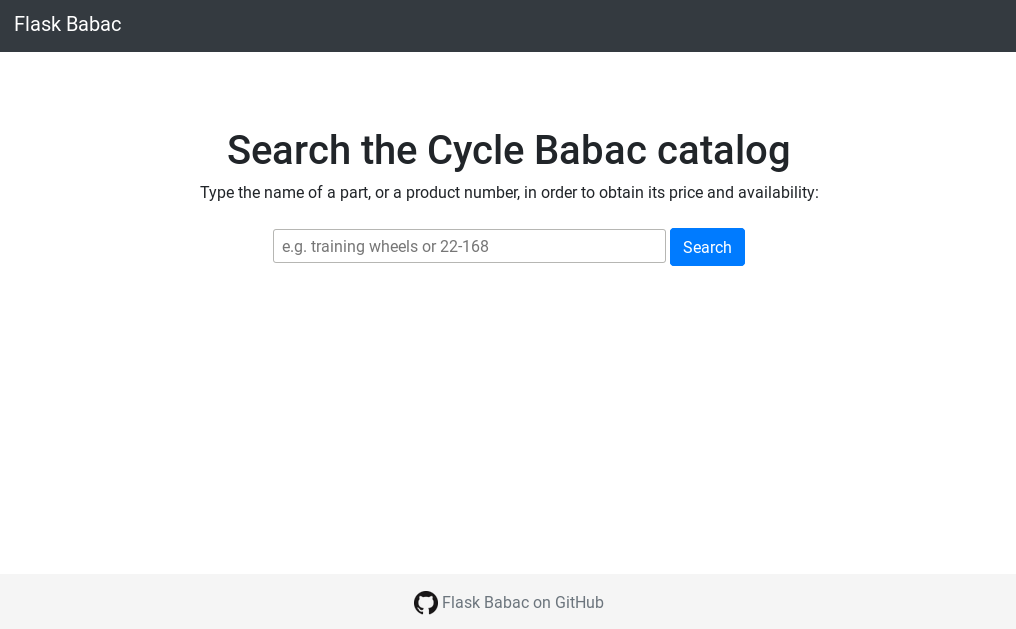 Flask Babac
Search the Cycle Babac catalog
Type the name of a part, or a product number, in order to obtain its price and availability:
e.g. training wheels or 22-168
Search
Flask Babac on GitHub